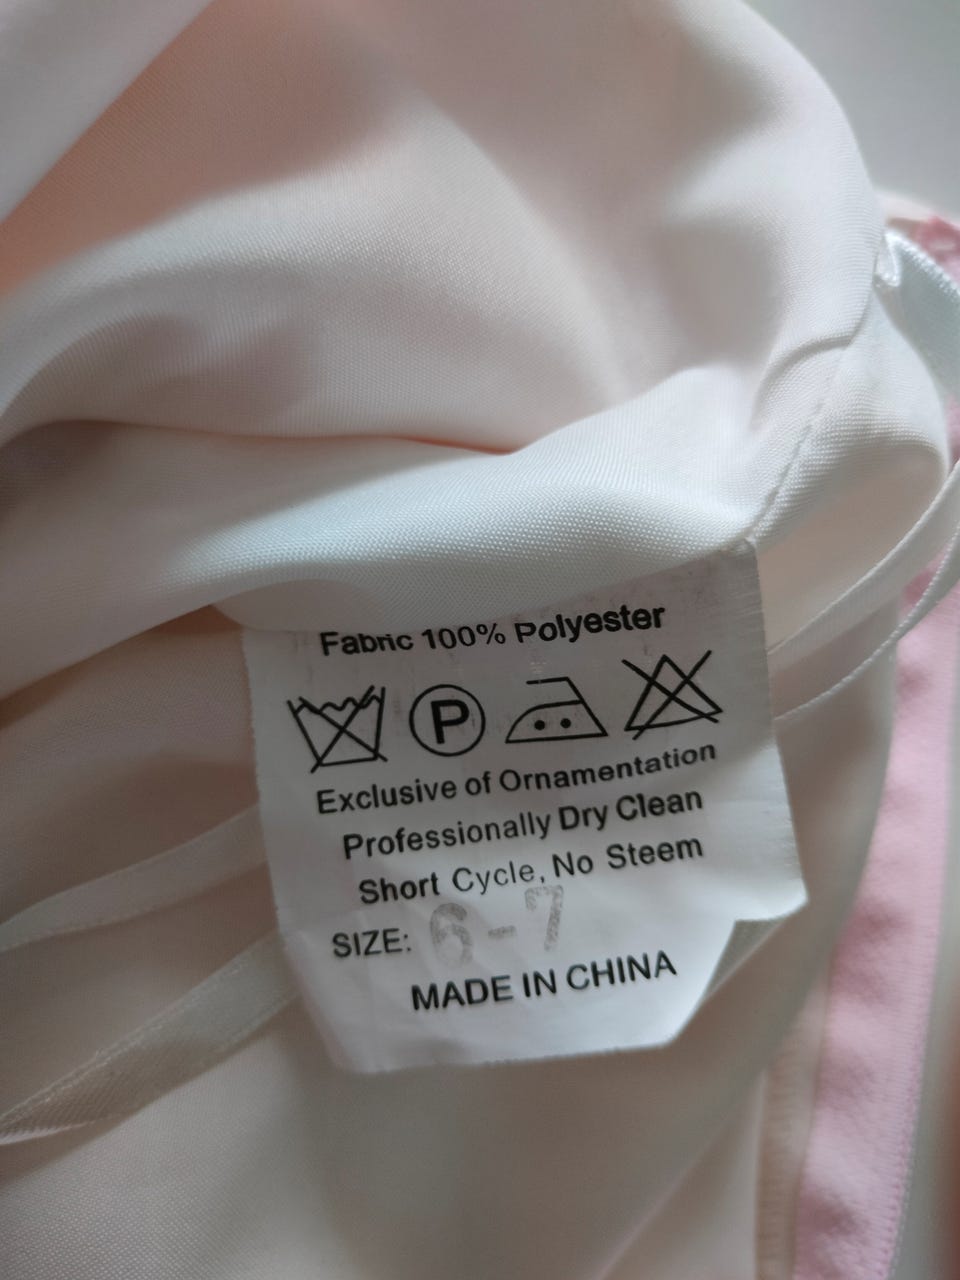 Fabric 100% Polyester
P
Exclusive of Ornamentation
Professionally Dry Clean
Short Cycle, No Steem
SIZE: 6-7
MADE IN CHINA